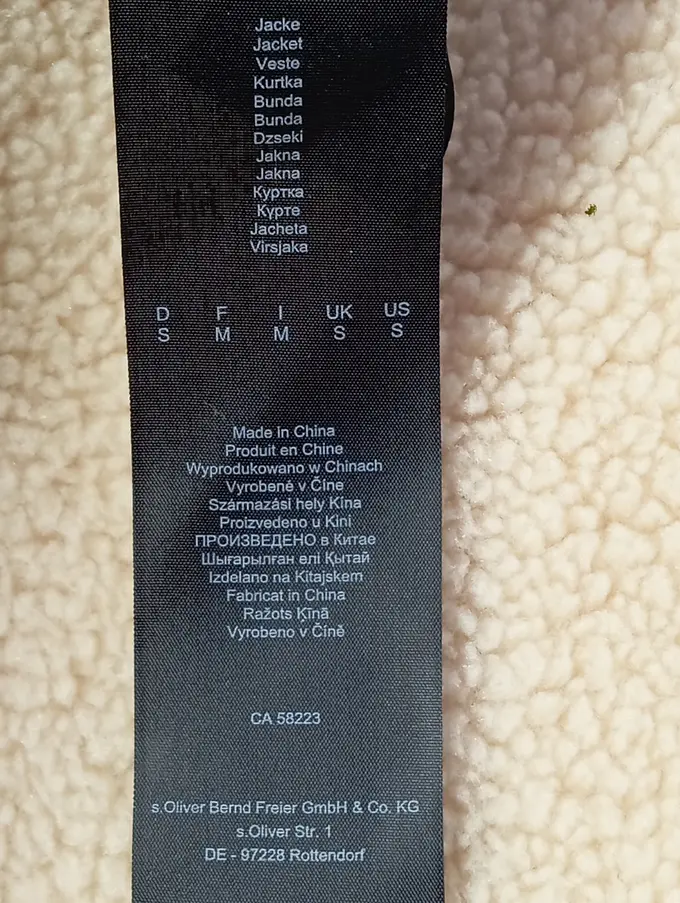 Jacke
Jacket
Veste
Kurtka
Bunda
Bunda
Dzseki
Jakna
Jakna
Куртка
Күрте
Jacheta
Virsjaka
D F I UK US
S M M S S
Made in China
Produit en Chine
Wyprodukowano w Chinach
Vyrobené v Číne
Származási hely Kína
Proizvedeno u Kini
ПРОИЗВЕДЕНО в Китае
Шығарылған елі Қытай
Izdelano na Kitajskem
Fabricat in China
Ražots Ķīnā
Vyrobeno v Číně
CA 58223
s.Oliver Bernd Freier GmbH & Co. KG
s.Oliver Str. 1
DE - 97228 Rottendorf